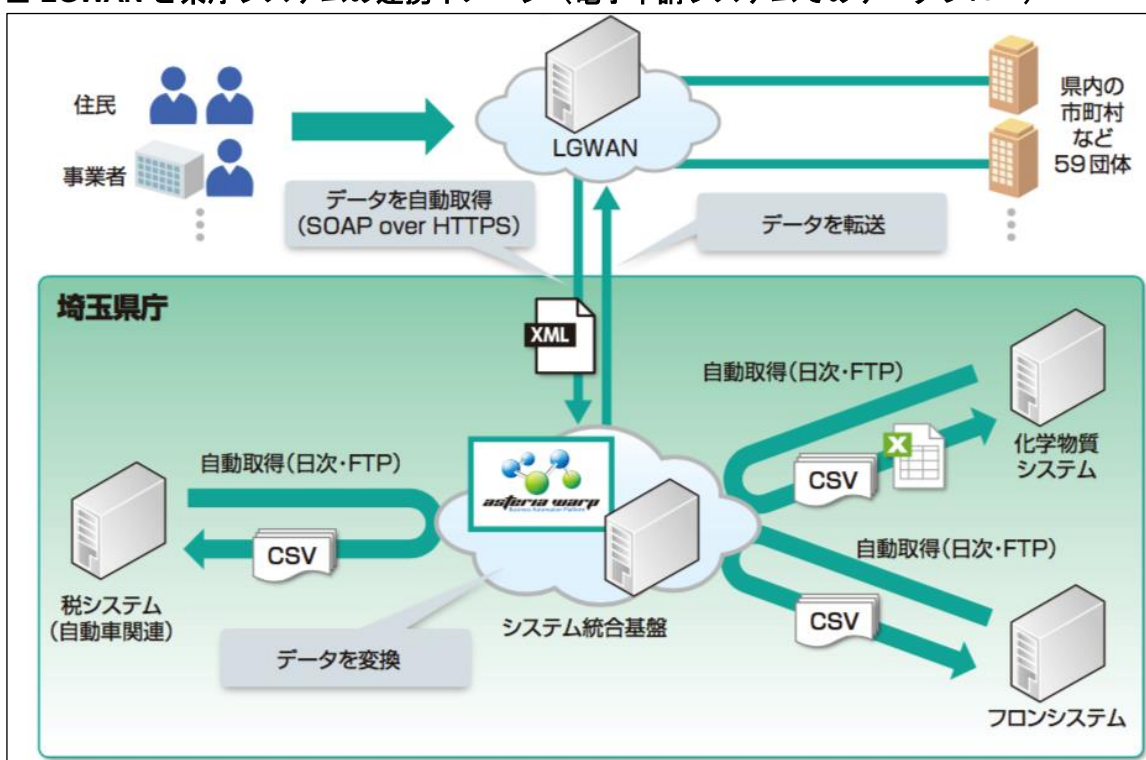 住民
事業者
LGWAN
県内の
市町村
など
59団体
データを自動取得
(SOAP over HTTPS)
データを転送
埼玉県庁
XML
自動取得(日次・FTP)
CSV
X
化学物質
システム
自動取得(日次・FTP)
CSV
税システム
(自動車関連)
asteria warp
Business Automation Platform
システム統合基盤
データを変換
自動取得(日次・FTP)
CSV
フロンシステム